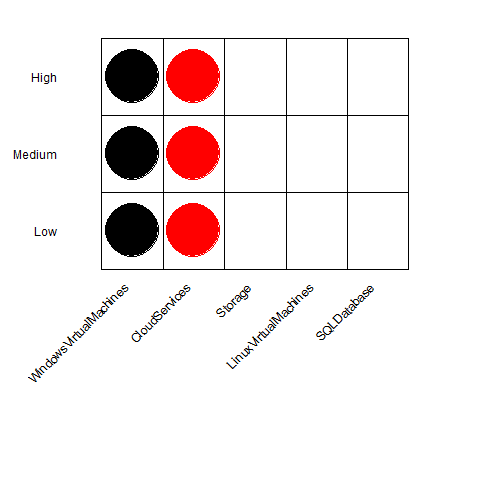 High
Medium
Low
WindowsVirtualMachines
CloudServices
Storage
LinuxVirtualMachines
SQLDatabase